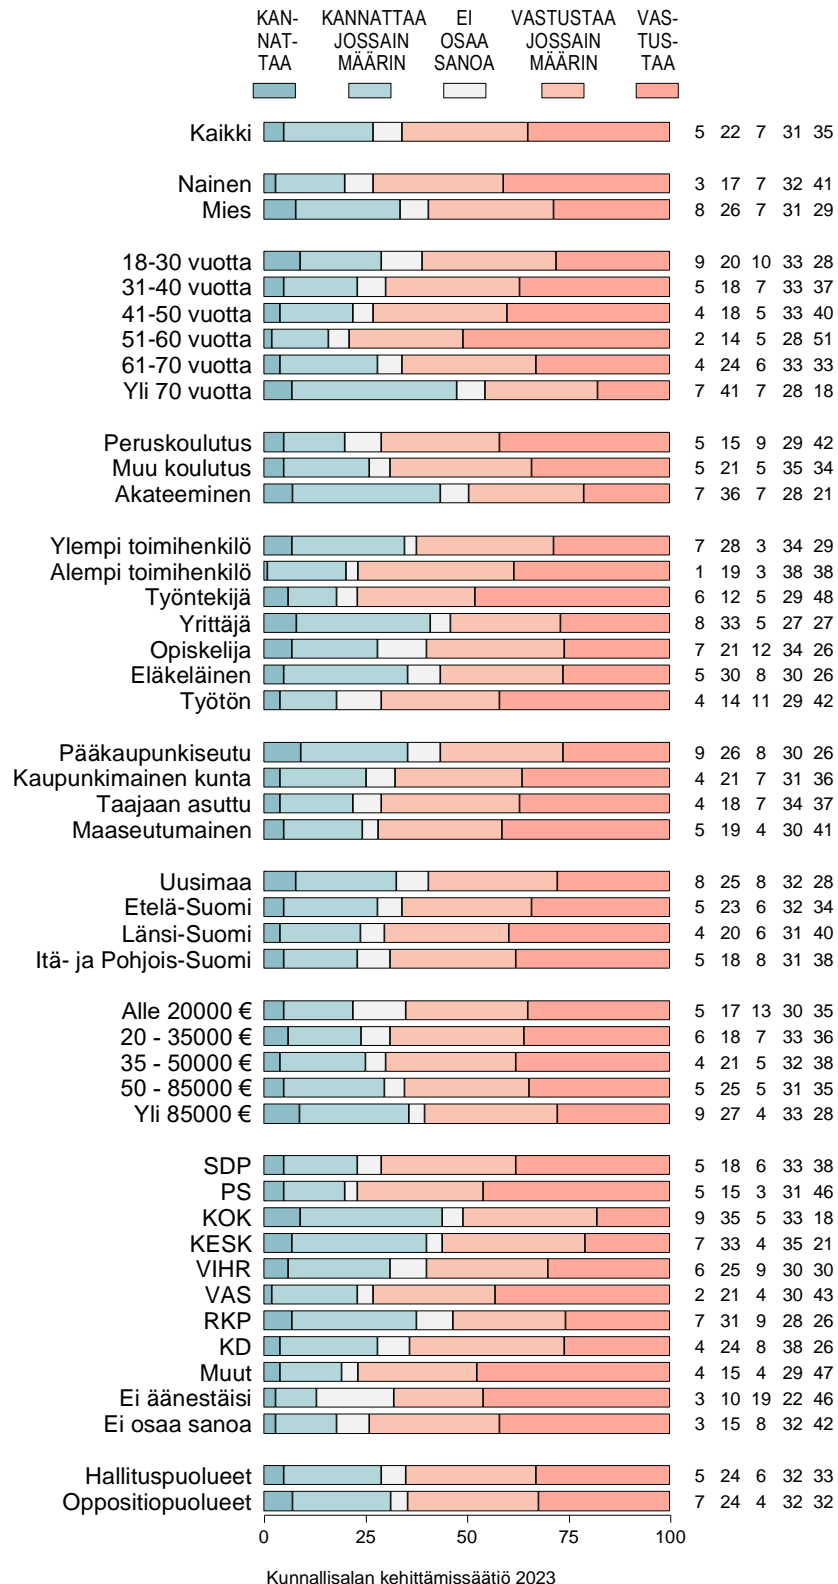 KAN- KANNATTAA EI VASTUSTAA VAS-
NAT- JOSSAIN OSAA JOSSAIN TUS-
TAA MÄÄRIN SANOA MÄÄRIN TAA
Kaikki 5 22 7 31 35
Nainen 3 17 7 32 41
Mies 8 26 7 31 29
18-30 vuotta 9 20 10 33 28
31-40 vuotta 5 18 7 33 37
41-50 vuotta 4 18 5 33 40
51-60 vuotta 2 14 5 28 51
61-70 vuotta 4 24 6 33 33
Yli 70 vuotta 7 41 7 28 18
Peruskoulutus 5 15 9 29 42
Muu koulutus 5 21 5 35 34
Akateeminen 7 36 7 28 21
Ylempi toimihenkilö 7 28 3 34 29
Alempi toimihenkilö 1 19 3 38 38
Työntekijä 6 12 5 29 48
Yrittäjä 8 33 5 27 27
Opiskelija 7 21 12 34 26
Eläkeläinen 5 30 8 30 26
Työtön 4 14 11 29 42
Pääkaupunkiseutu 9 26 8 30 26
Kaupunkimainen kunta 4 21 7 31 36
Taajaan asuttu 4 18 7 34 37
Maaseutumainen 5 19 4 30 41
Uusimaa 8 25 8 32 28
Etelä-Suomi 5 23 6 32 34
Länsi-Suomi 4 20 6 31 40
Itä- ja Pohjois-Suomi 5 18 8 31 38
Alle 20000 € 5 17 13 30 35
20 - 35000 € 6 18 7 33 36
35 - 50000 € 4 21 5 32 38
50 - 85000 € 5 25 5 31 35
Yli 85000 € 9 27 4 33 28
SDP 5 18 6 33 38
PS 5 15 3 31 46
KOK 9 35 5 33 18
KESK 7 33 4 35 21
VIHR 6 25 9 30 30
VAS 2 21 4 30 43
RKP 7 31 9 28 26
KD 4 24 8 38 26
Muut 4 15 4 29 47
Ei äänestäisi 3 10 19 22 46
Ei osaa sanoa 3 15 8 32 42
Hallituspuolueet 5 24 6 32 33
Oppositiopuolueet 7 24 4 32 32
0 25 50 75 100
Kunnallisalan kehittämissäätiö 2023